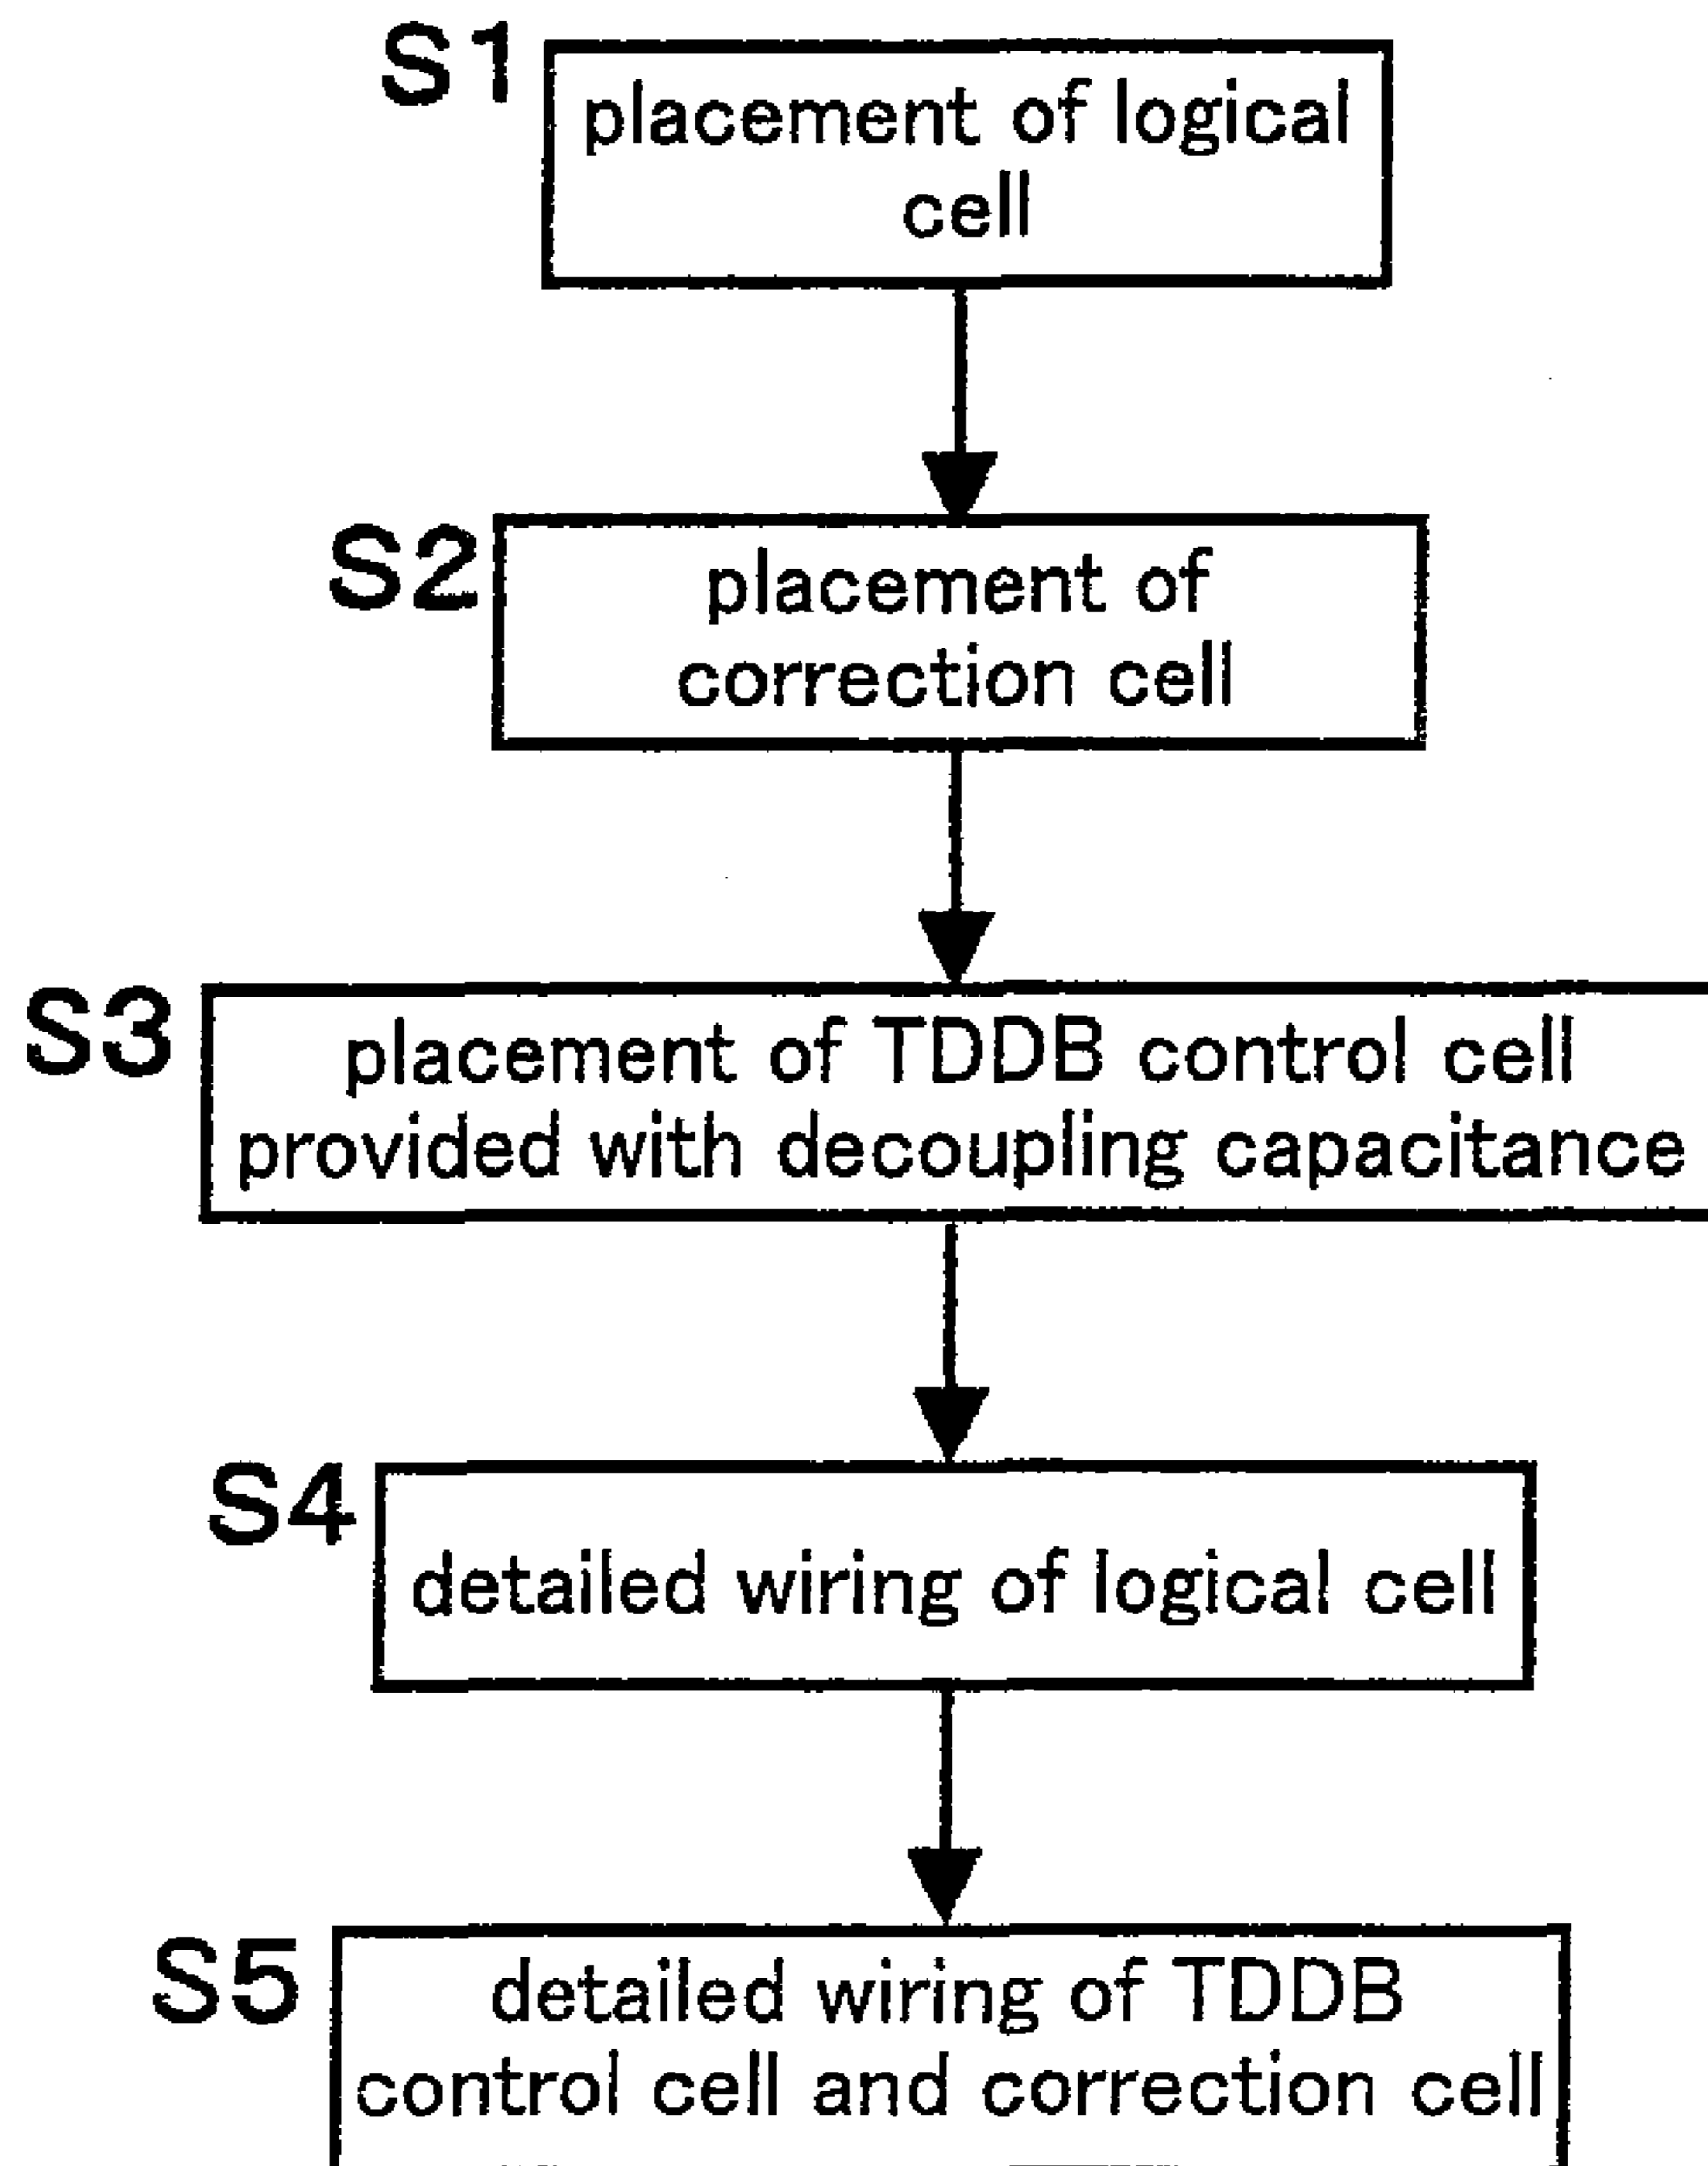 S1
placement of logical
cell
S2
placement of
correction cell
S3
placement of TDDB control cell
provided with decoupling capacitance
S4
detailed wiring of logical cell
S5
detailed wiring of TDDB
control cell and correction cell